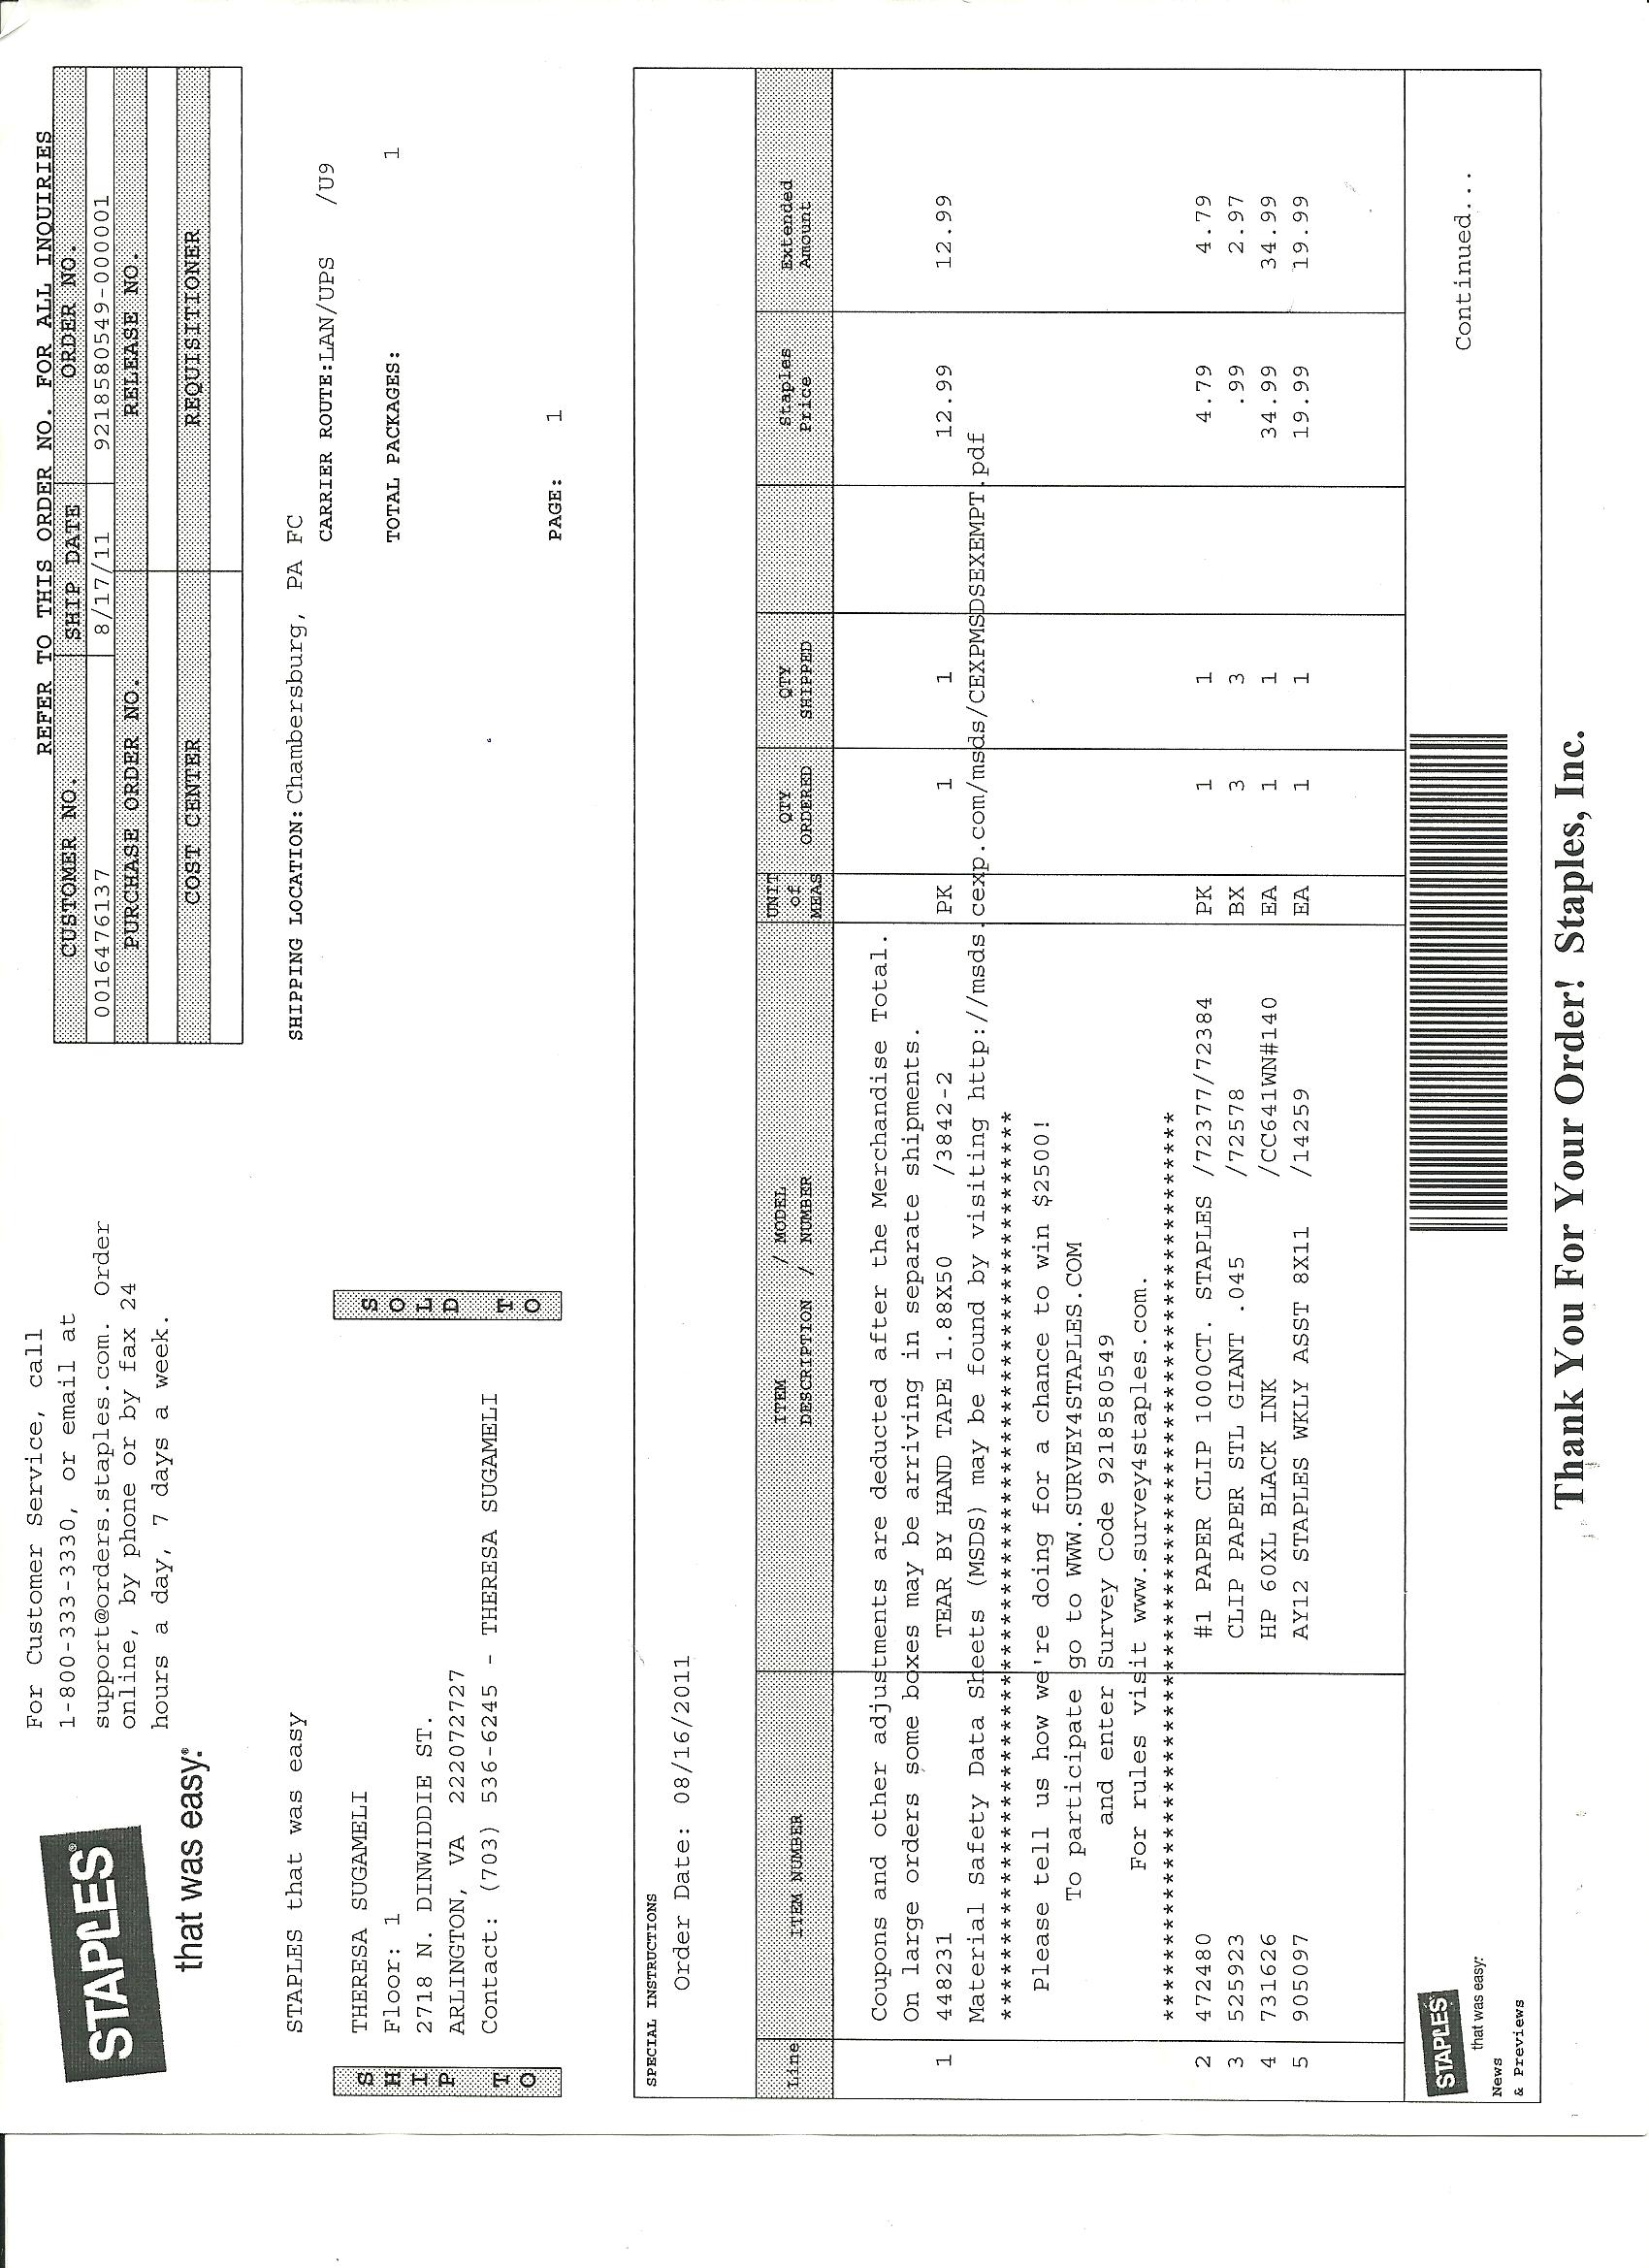 STAPLES
that was easy.
For Customer Service, call
1-800-333-3330, or email at
support@orders.staples.com. Order
online, by phone or by fax 24
hours a day, 7 days a week.
REFER TO THIS ORDER NO. FOR ALL INQUIRIES
CUSTOMER NO. SHIP DATE ORDER NO.
0016476137 8/17/11 9218580549-000001
PURCHASE ORDER NO. RELEASE NO.
COST CENTER REQUISITIONER
STAPLES that was easy
SHIPPING LOCATION: Chambersburg, PA FC
CARRIER ROUTE: LAN/UPS /U9
TOTAL PACKAGES: 1
PAGE: 1
SHIP TO
THERESA SUGAMELI
Floor: 1
2718 N. DINWIDDIE ST.
ARLINGTON, VA 222072727
Contact: (703) 536-6245 - THERESA SUGAMELI
SOLD TO
SPECIAL INSTRUCTIONS
Order Date: 08/16/2011
Line ITEM NUMBER ITEM DESCRIPTION / MODEL NUMBER UNIT of MEAS QTY ORDERED QTY SHIPPED Staples Price Extended Amount
Coupons and other adjustments are deducted after the Merchandise Total.
On large orders some boxes may be arriving in separate shipments.
1 448231 TEAR BY HAND TAPE 1.88X50 /3842-2 PK 1 1 12.99 12.99
Material Safety Data Sheets (MSDS) may be found by visiting http://msds.cexp.com/msds/CEXPMSDSEXEMPT.pdf
*******************************************************
Please tell us how we're doing for a chance to win $2500!
To participate go to WWW.SURVEY4STAPLES.COM
and enter Survey Code 9218580549
For rules visit www.survey4staples.com.
*******************************************************
2 472480 #1 PAPER CLIP 1000CT. STAPLES /72377/72384 PK 1 1 4.79 4.79
3 525923 CLIP PAPER STL GIANT .045 /72578 BX 3 3 .99 2.97
4 731626 HP 60XL BLACK INK /CC641WN#140 EA 1 1 34.99 34.99
5 905097 AY12 STAPLES WKLY ASST 8X11 /14259 EA 1 1 19.99 19.99
STAPLES
that was easy.
News
& Previews
Continued...
Thank You For Your Order! Staples, Inc.